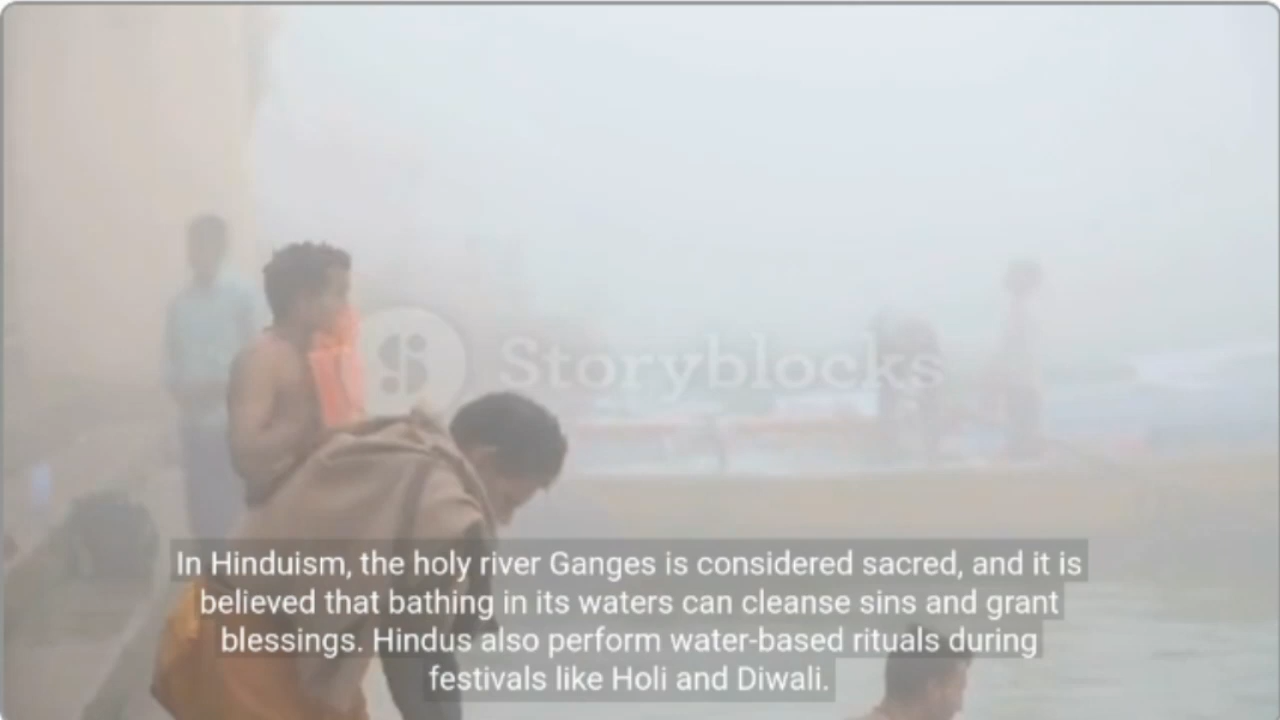 Storyblocks
In Hinduism, the holy river Ganges is considered sacred, and it is
believed that bathing in its waters can cleanse sins and grant
blessings. Hindus also perform water-based rituals during
festivals like Holi and Diwali.